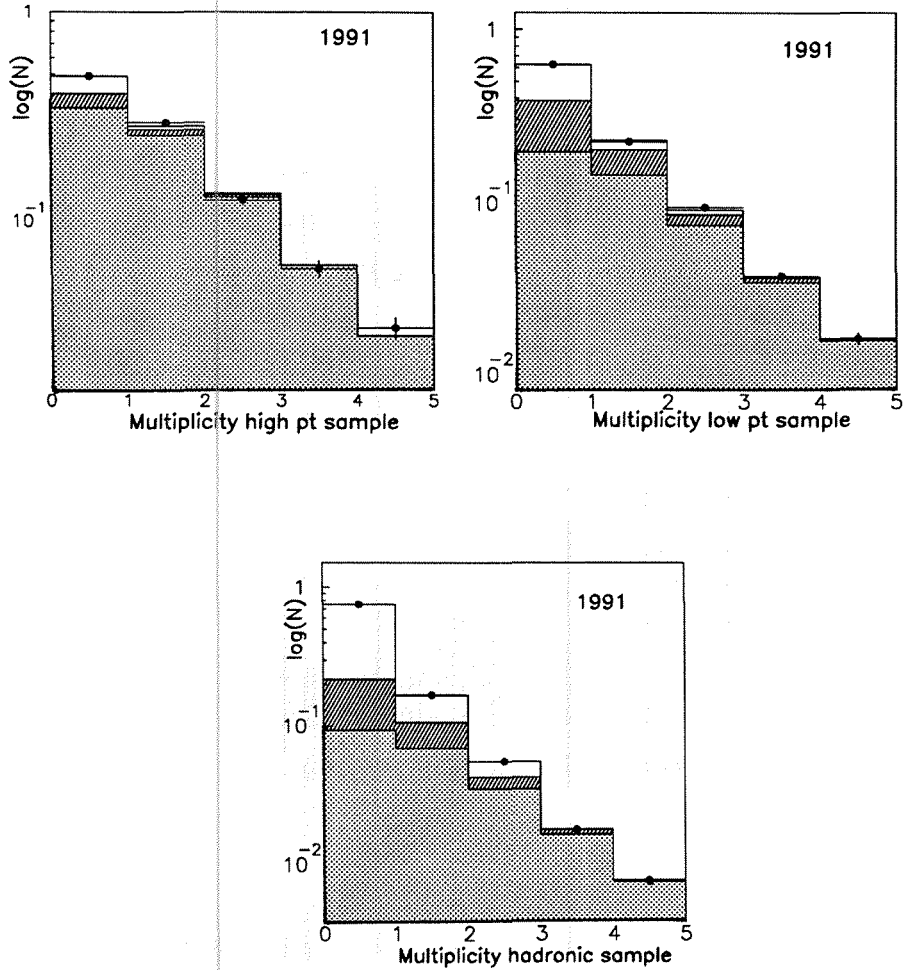 1991
log(N)
1
10⁻¹
0 1 2 3 4 5
Multiplicity high pt sample
1991
log(N)
1
10⁻¹
10⁻²
0 1 2 3 4 5
Multiplicity low pt sample
1991
log(N)
1
10⁻¹
10⁻²
0 1 2 3 4 5
Multiplicity hadronic sample